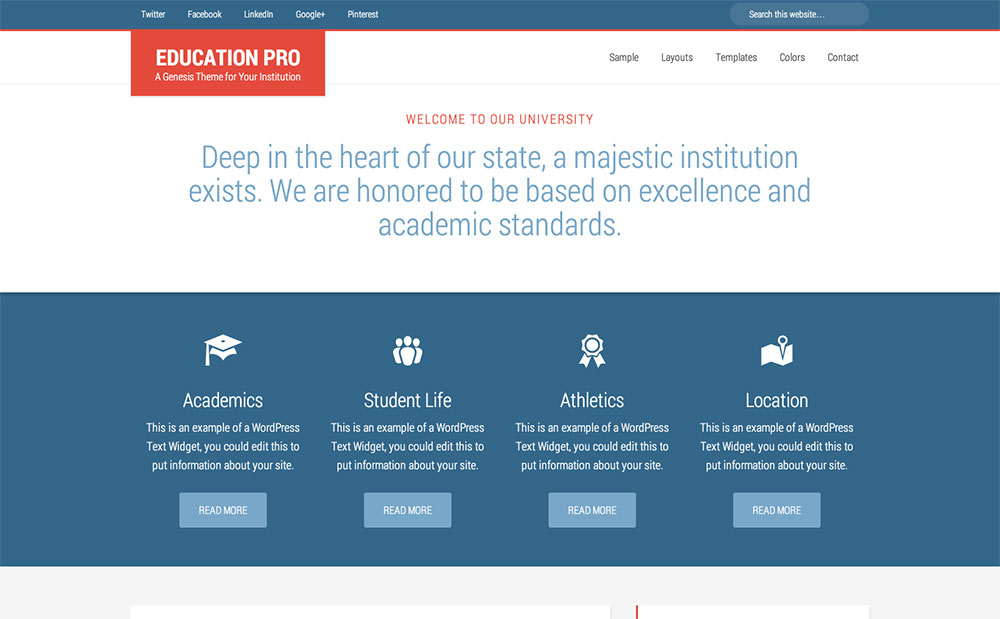 Twitter Facebook LinkedIn Google+ Pinterest Search this website…
EDUCATION PRO
A Genesis Theme for Your Institution
Sample Layouts Templates Colors Contact
WELCOME TO OUR UNIVERSITY
Deep in the heart of our state, a majestic institution
exists. We are honored to be based on excellence and
academic standards.
Academics
This is an example of a WordPress
Text Widget, you could edit this to
put information about your site.
READ MORE
Student Life
This is an example of a WordPress
Text Widget, you could edit this to
put information about your site.
READ MORE
Athletics
This is an example of a WordPress
Text Widget, you could edit this to
put information about your site.
READ MORE
Location
This is an example of a WordPress
Text Widget, you could edit this to
put information about your site.
READ MORE